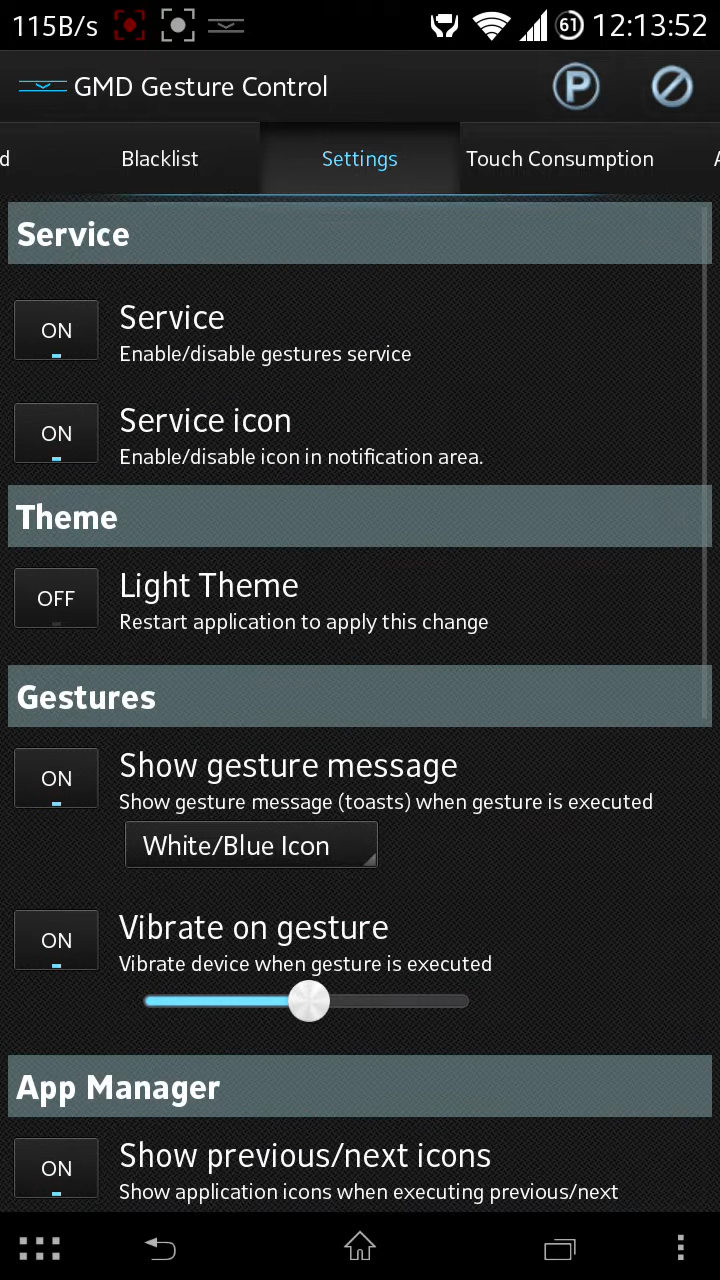 115B/s 61 12:13:52
GMD Gesture Control P
d Blacklist Settings Touch Consumption
Service
ON Service
Enable/disable gestures service
ON Service icon
Enable/disable icon in notification area.
Theme
OFF Light Theme
Restart application to apply this change
Gestures
ON Show gesture message
Show gesture message (toasts) when gesture is executed
White/Blue Icon
ON Vibrate on gesture
Vibrate device when gesture is executed
App Manager
ON Show previous/next icons
Show application icons when executing previous/next